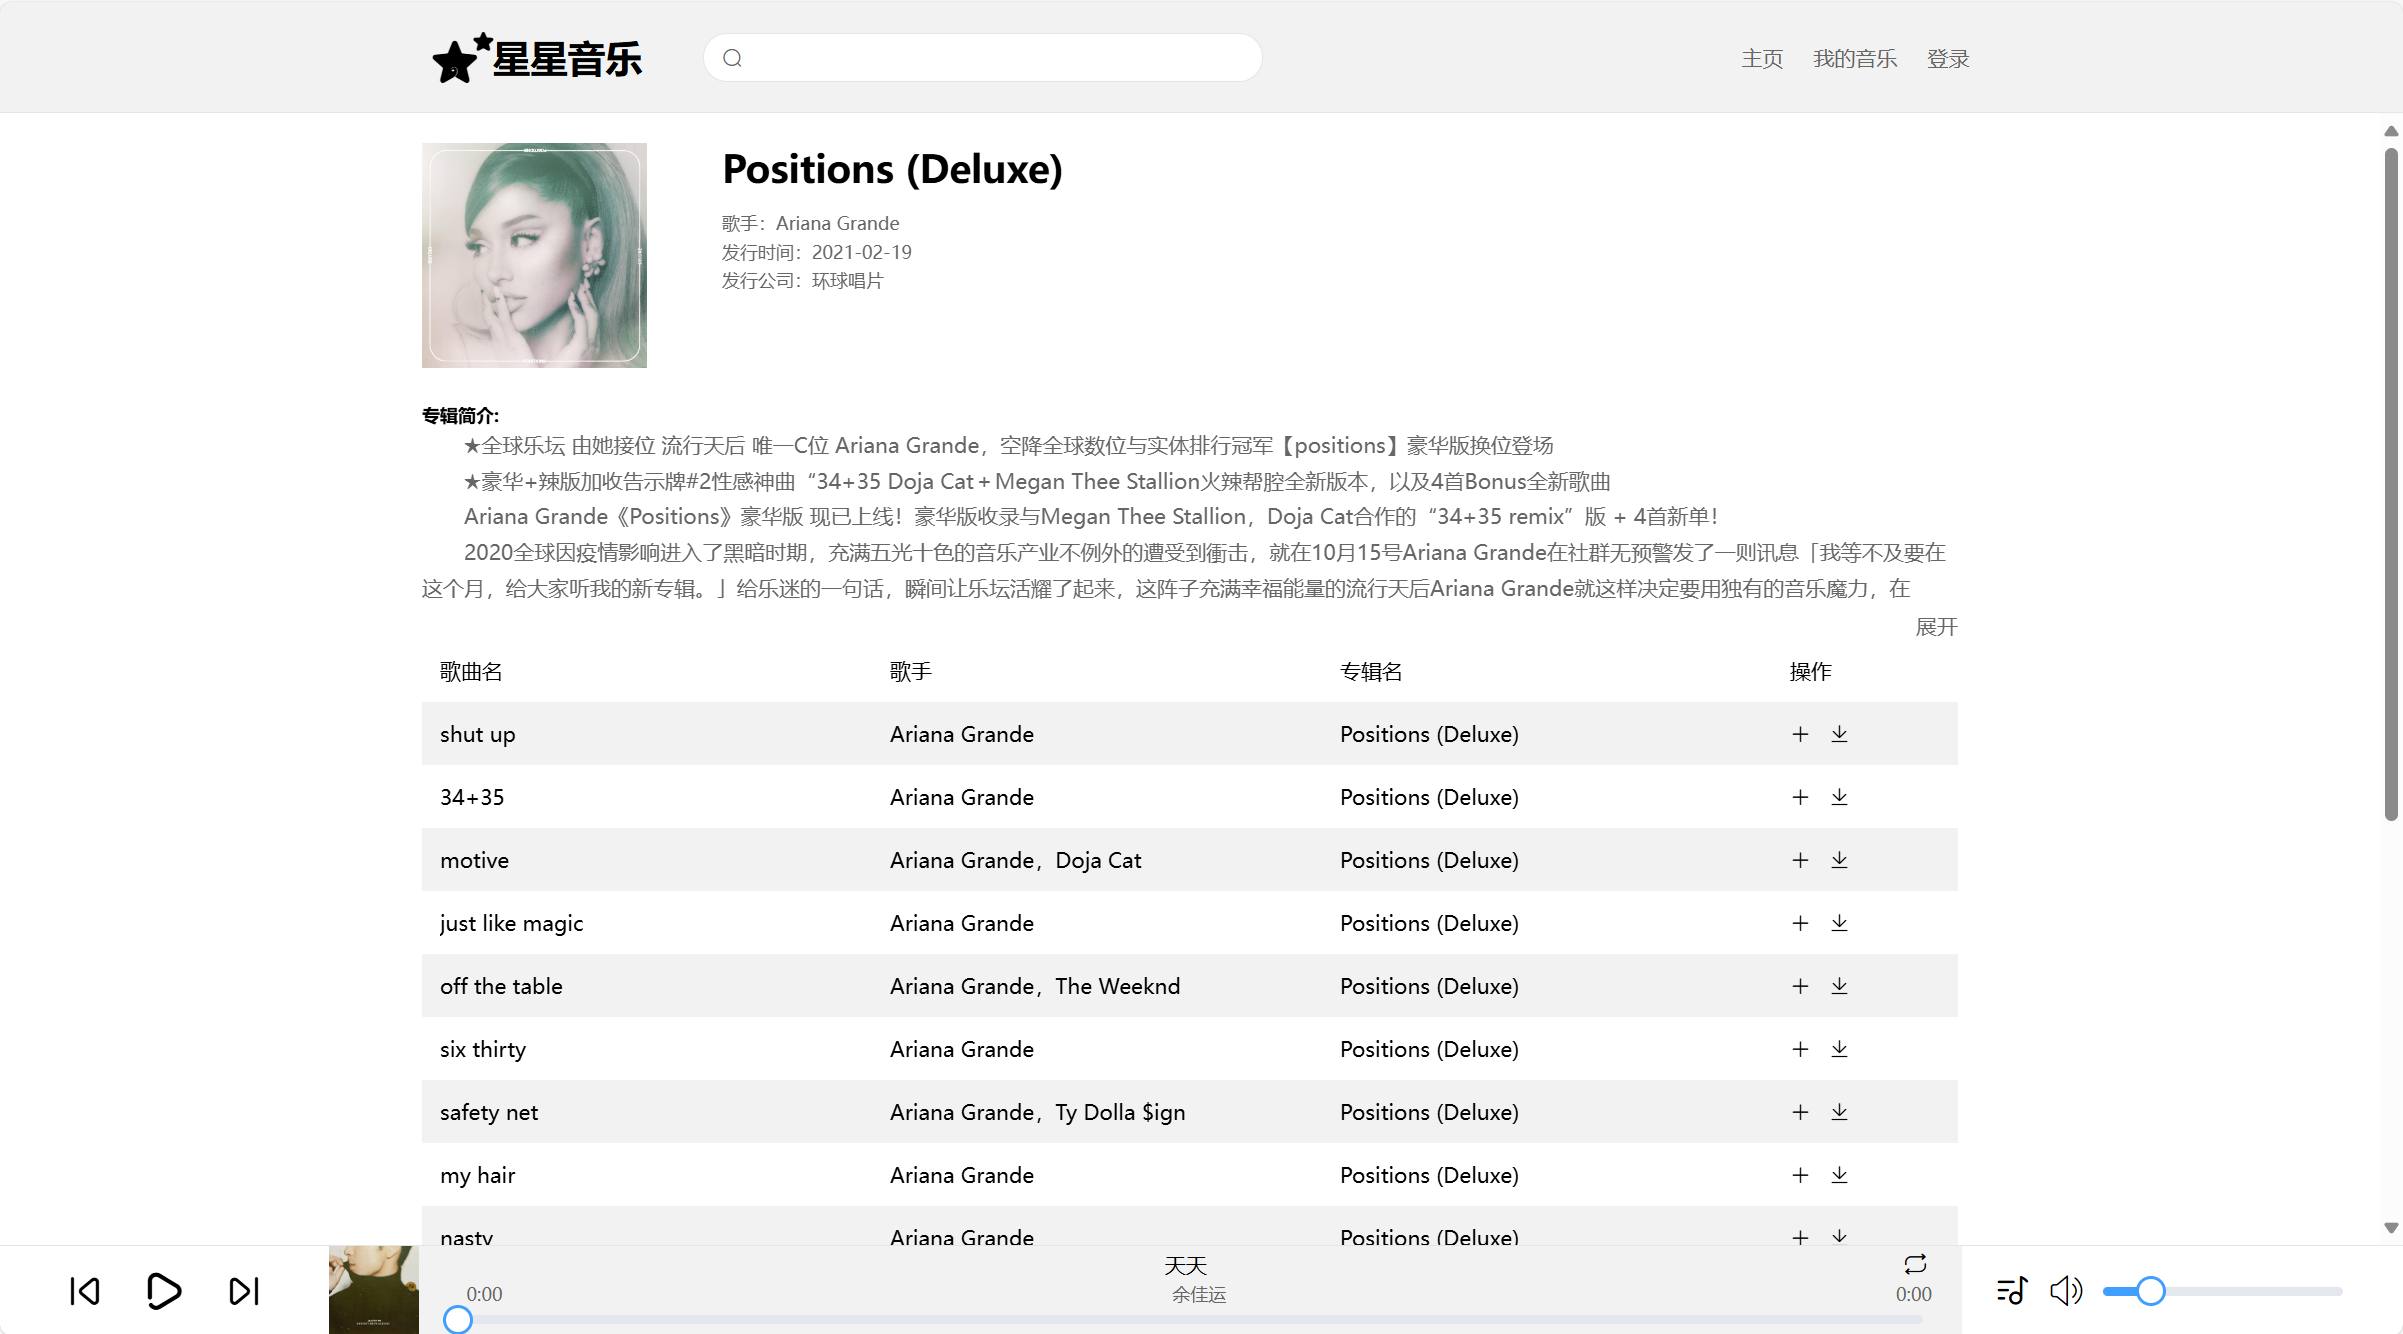 星星音乐
主页 我的音乐 登录
Positions (Deluxe)
歌手：Ariana Grande
发行时间：2021-02-19
发行公司：环球唱片
专辑简介:
★全球乐坛 由她接位 流行天后 唯一C位 Ariana Grande，空降全球数位与实体排行冠军【positions】豪华版换位登场
★豪华+辣版加收告示牌#2性感神曲“34+35 Doja Cat＋Megan Thee Stallion火辣帮腔全新版本，以及4首Bonus全新歌曲
Ariana Grande《Positions》豪华版 现已上线！豪华版收录与Megan Thee Stallion，Doja Cat合作的“34+35 remix”版 + 4首新单！
2020全球因疫情影响进入了黑暗时期，充满五光十色的音乐产业不例外的遭受到衝击，就在10月15号Ariana Grande在社群无预警发了一则讯息「我等不及要在
这个月，给大家听我的新专辑。」给乐迷的一句话，瞬间让乐坛活耀了起来，这阵子充满幸福能量的流行天后Ariana Grande就这样决定要用独有的音乐魔力，在
展开
歌曲名 歌手 专辑名 操作
shut up Ariana Grande Positions (Deluxe)
34+35 Ariana Grande Positions (Deluxe)
motive Ariana Grande，Doja Cat Positions (Deluxe)
just like magic Ariana Grande Positions (Deluxe)
off the table Ariana Grande，The Weeknd Positions (Deluxe)
six thirty Ariana Grande Positions (Deluxe)
safety net Ariana Grande，Ty Dolla $ign Positions (Deluxe)
my hair Ariana Grande Positions (Deluxe)
nasty Ariana Grande Positions (Deluxe)
天天
0:00 余佳运 0:00